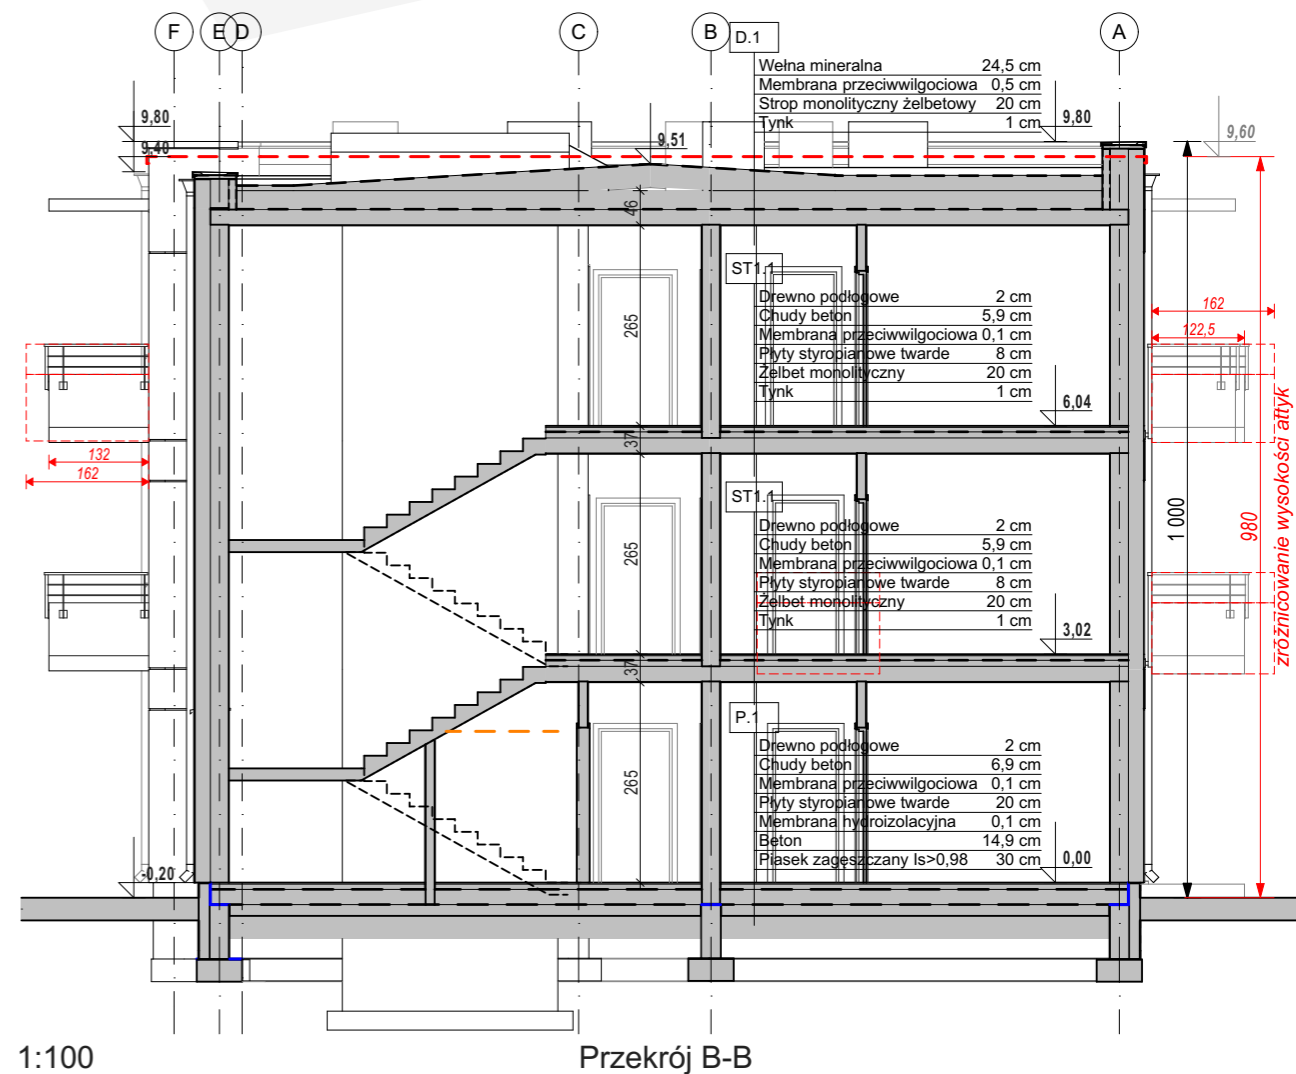 F E D C B A
D.1
Wełna mineralna 24,5 cm
Membrana przeciwwilgociowa 0,5 cm
Strop monolityczny żelbetowy 20 cm
Tynk 1 cm
9,80
9,40
9,51
9,80
9,60
46
265
ST1.1
Drewno podłogowe 2 cm
Chudy beton 5,9 cm
Membrana przeciwwilgociowa 0,1 cm
Płyty styropianowe twarde 8 cm
Żelbet monolityczny 20 cm
Tynk 1 cm
6,04
162
122,5
132
162
37
265
ST1.1
Drewno podłogowe 2 cm
Chudy beton 5,9 cm
Membrana przeciwwilgociowa 0,1 cm
Płyty styropianowe twarde 8 cm
Żelbet monolityczny 20 cm
Tynk 1 cm
3,02
1 000
980
zróżnicowanie wysokości attyk
37
265
P.1
Drewno podłogowe 2 cm
Chudy beton 6,9 cm
Membrana przeciwwilgociowa 0,1 cm
Płyty styropianowe twarde 20 cm
Membrana hydroizolacyjna 0,1 cm
Beton 14,9 cm
Piasek zagęszczany Is>0,98 30 cm
0,00
-0,20
1:100
Przekrój B-B